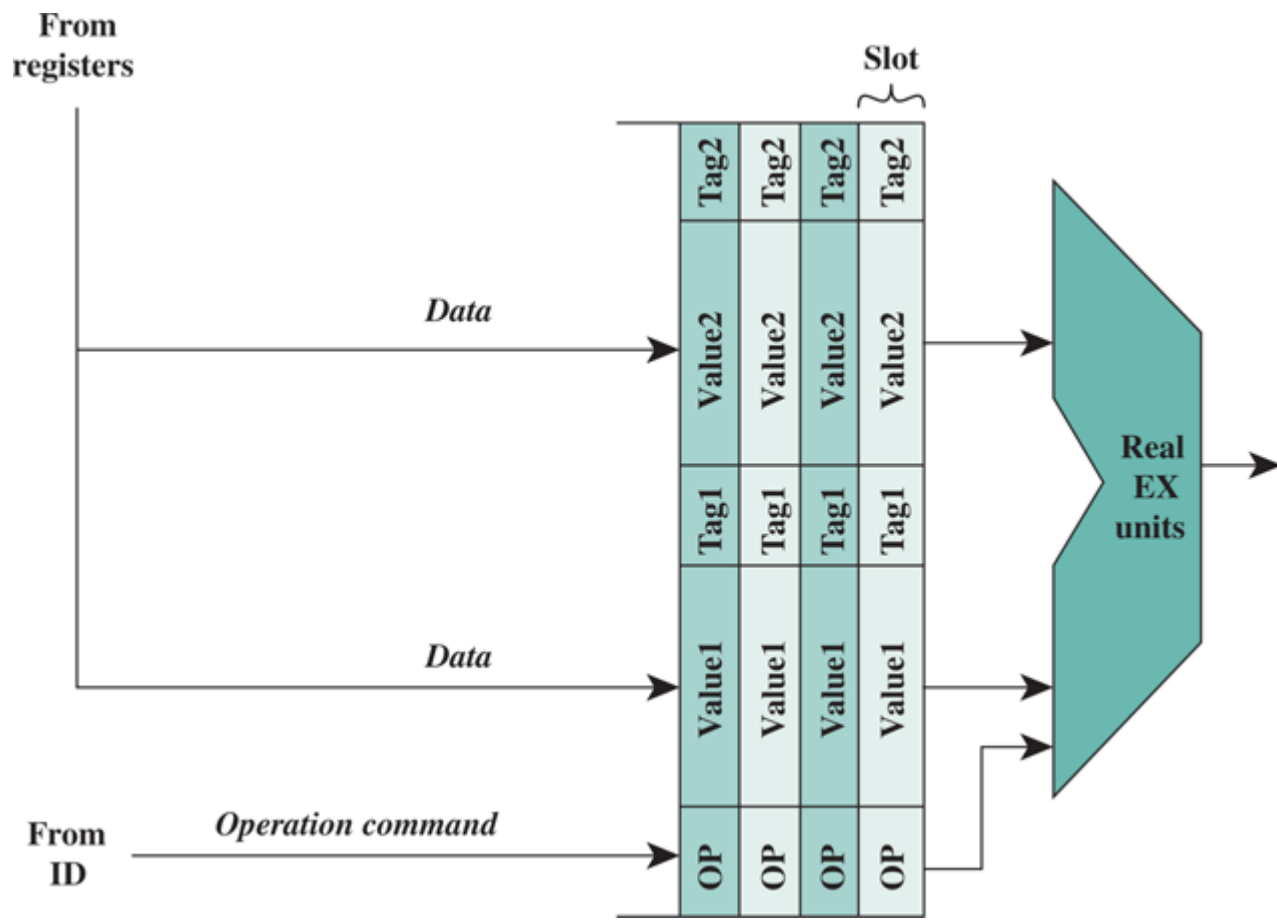 From
registers
Slot
Tag2 Tag2 Tag2 Tag2
Data
Value2 Value2 Value2 Value2
Real
EX
units
Tag1 Tag1 Tag1 Tag1
Data
Value1 Value1 Value1 Value1
Operation command
From
ID
OP OP OP OP